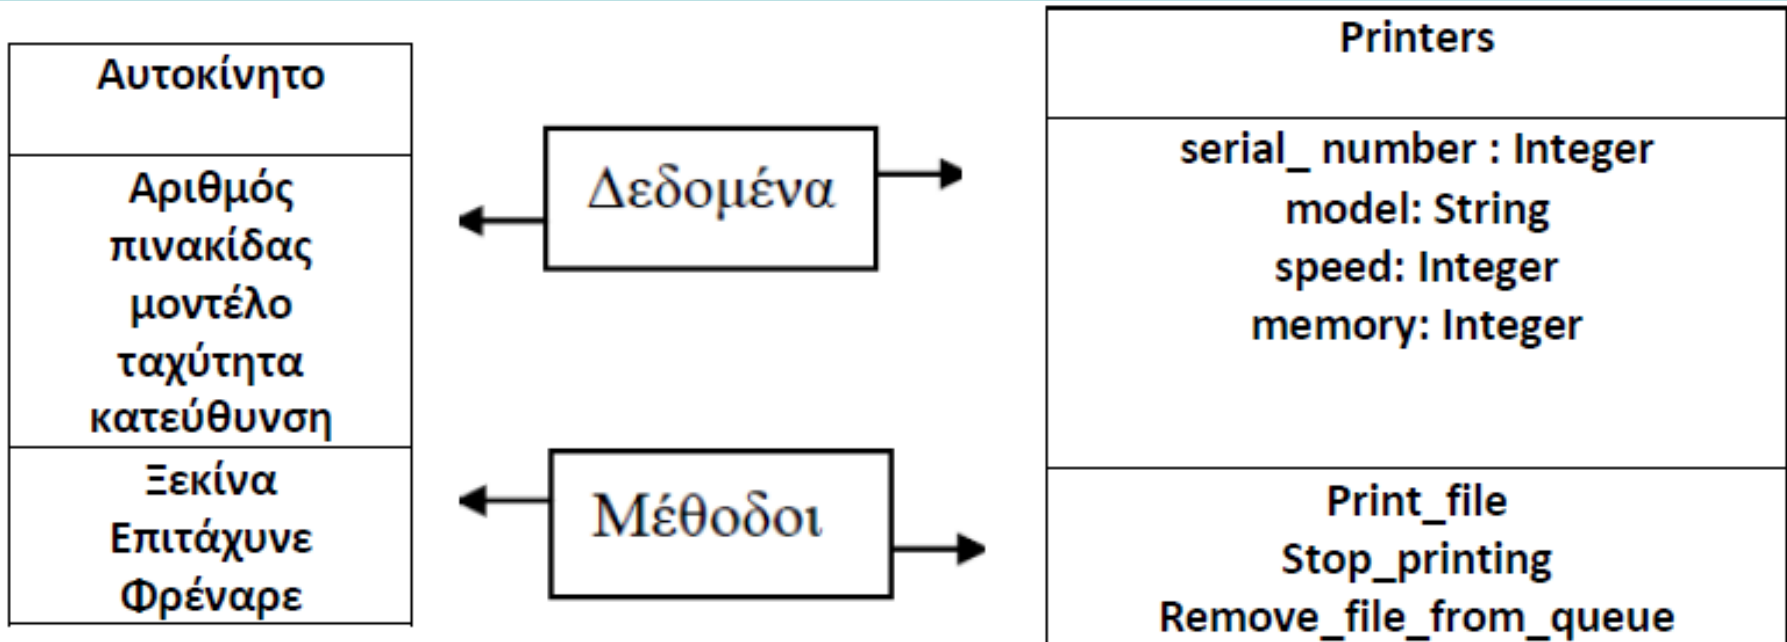 Αυτοκίνητο
Αριθμός
πινακίδας
μοντέλο
ταχύτητα
κατεύθυνση
Ξεκίνα
Επιτάχυνε
Φρέναρε
Δεδομένα
Μέθοδοι
Printers
serial_ number : Integer
model: String
speed: Integer
memory: Integer
Print_file
Stop_printing
Remove_file_from_queue